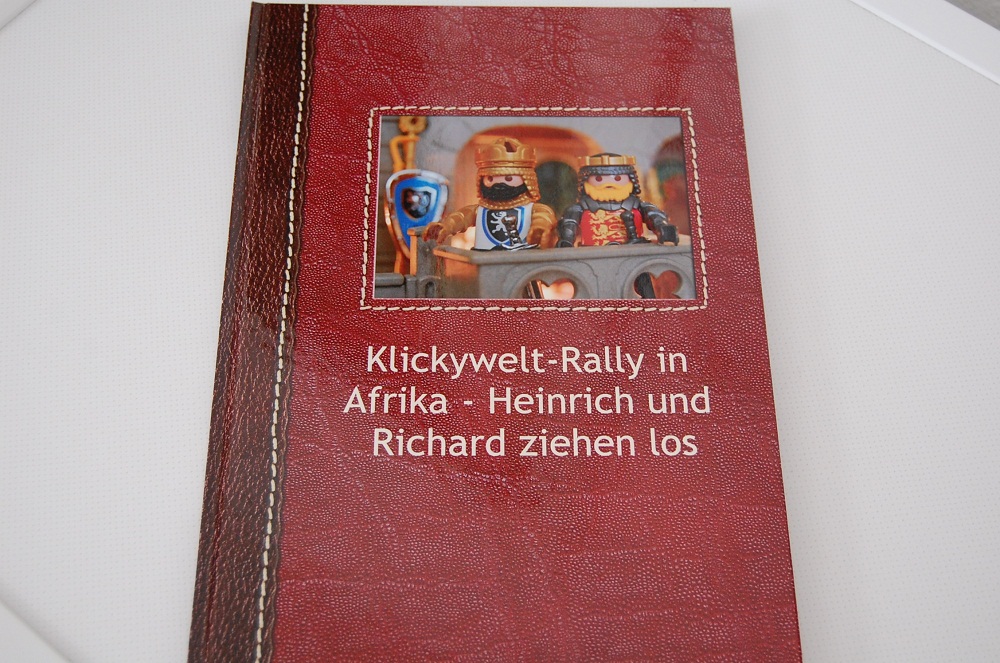 Klickywelt-Rally in
Afrika - Heinrich und
Richard ziehen los